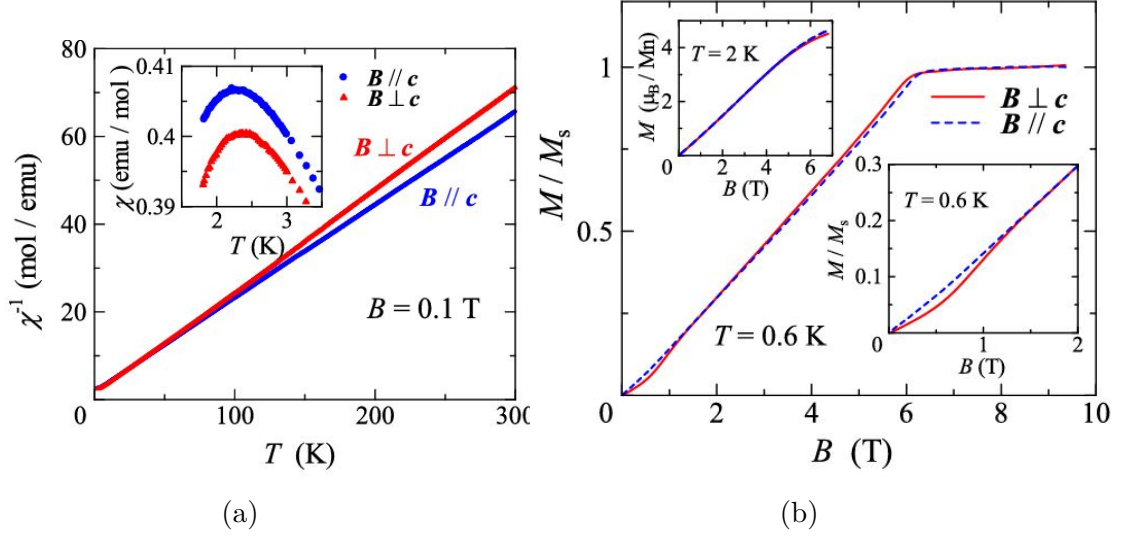 80
60
40
20
0
χ⁻¹ (mol / emu)
0
100
200
300
T (K)
0.41
0.4
0.39
χ (emu / mol)
2
3
T (K)
B // c
B ⊥ c
B ⊥ c
B // c
B = 0.1 T
(a)
1
0.5
0
M / Mₛ
0
2
4
6
8
10
B (T)
4
2
0
M (μB / Mn)
T = 2 K
0
2
4
6
B (T)
B ⊥ c
B // c
0.3
0.2
0.1
0
M / Mₛ
T = 0.6 K
0
1
2
B (T)
T = 0.6 K
(b)